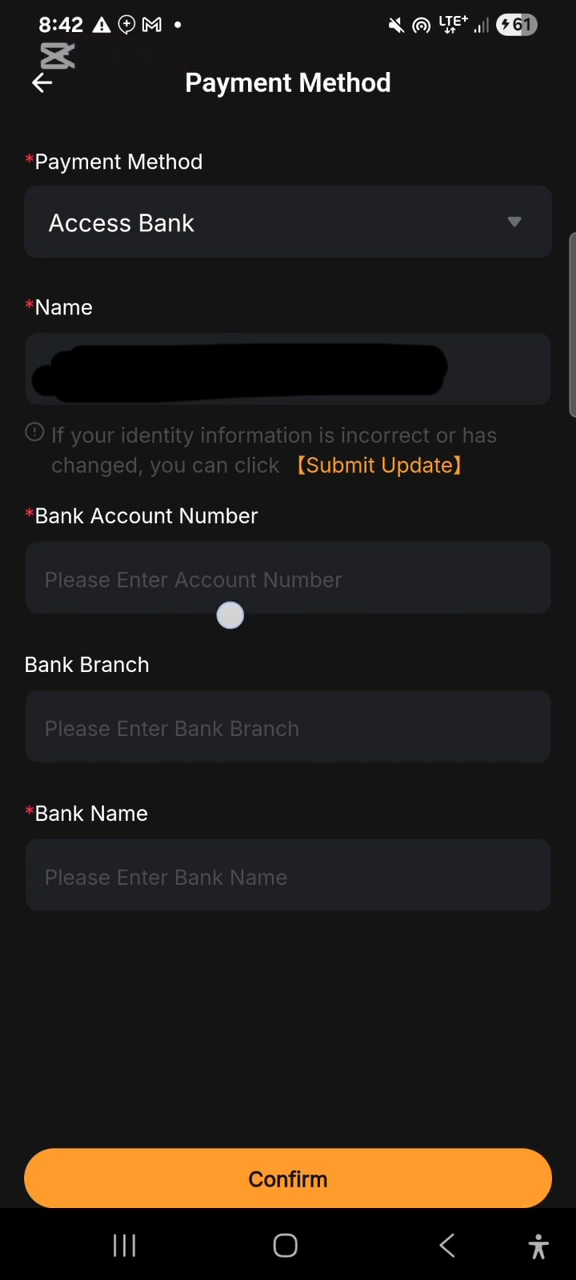 8:42
LTE+
61
Payment Method
*Payment Method
Access Bank
*Name
If your identity information is incorrect or has
changed, you can click 【Submit Update】
*Bank Account Number
Please Enter Account Number
Bank Branch
Please Enter Bank Branch
*Bank Name
Please Enter Bank Name
Confirm